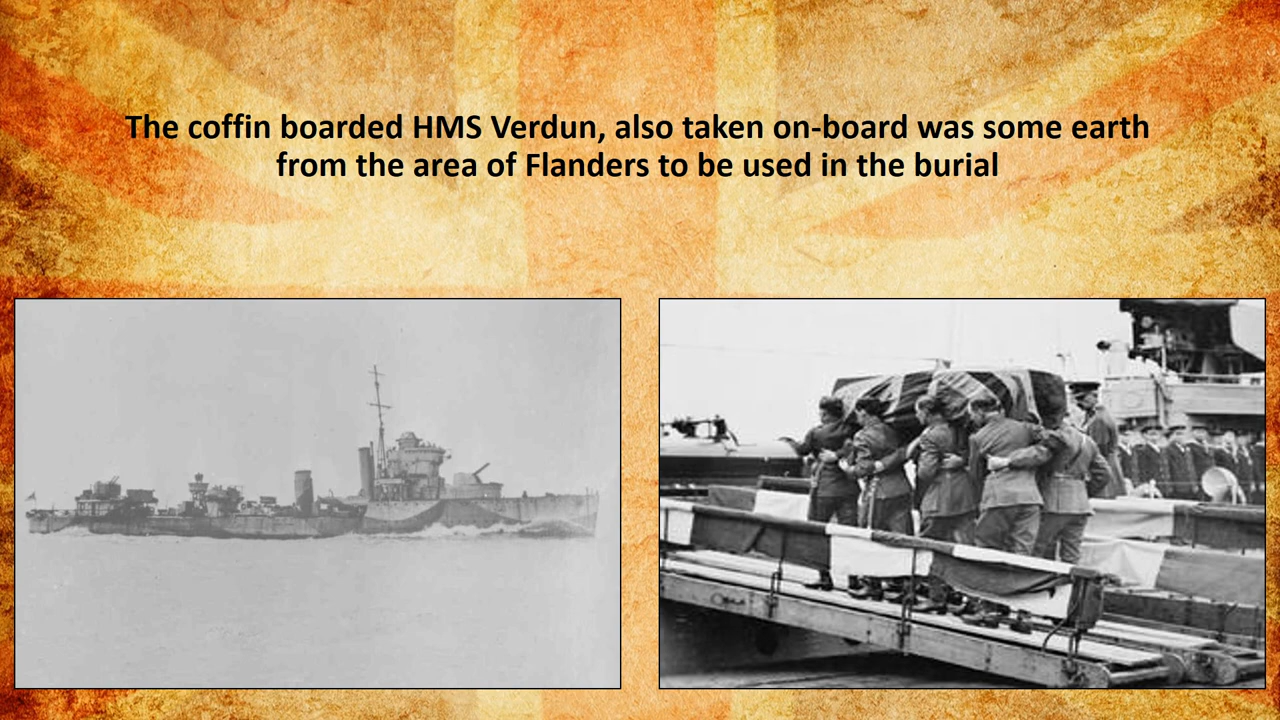 The coffin boarded HMS Verdun, also taken on-board was some earth
from the area of Flanders to be used in the burial